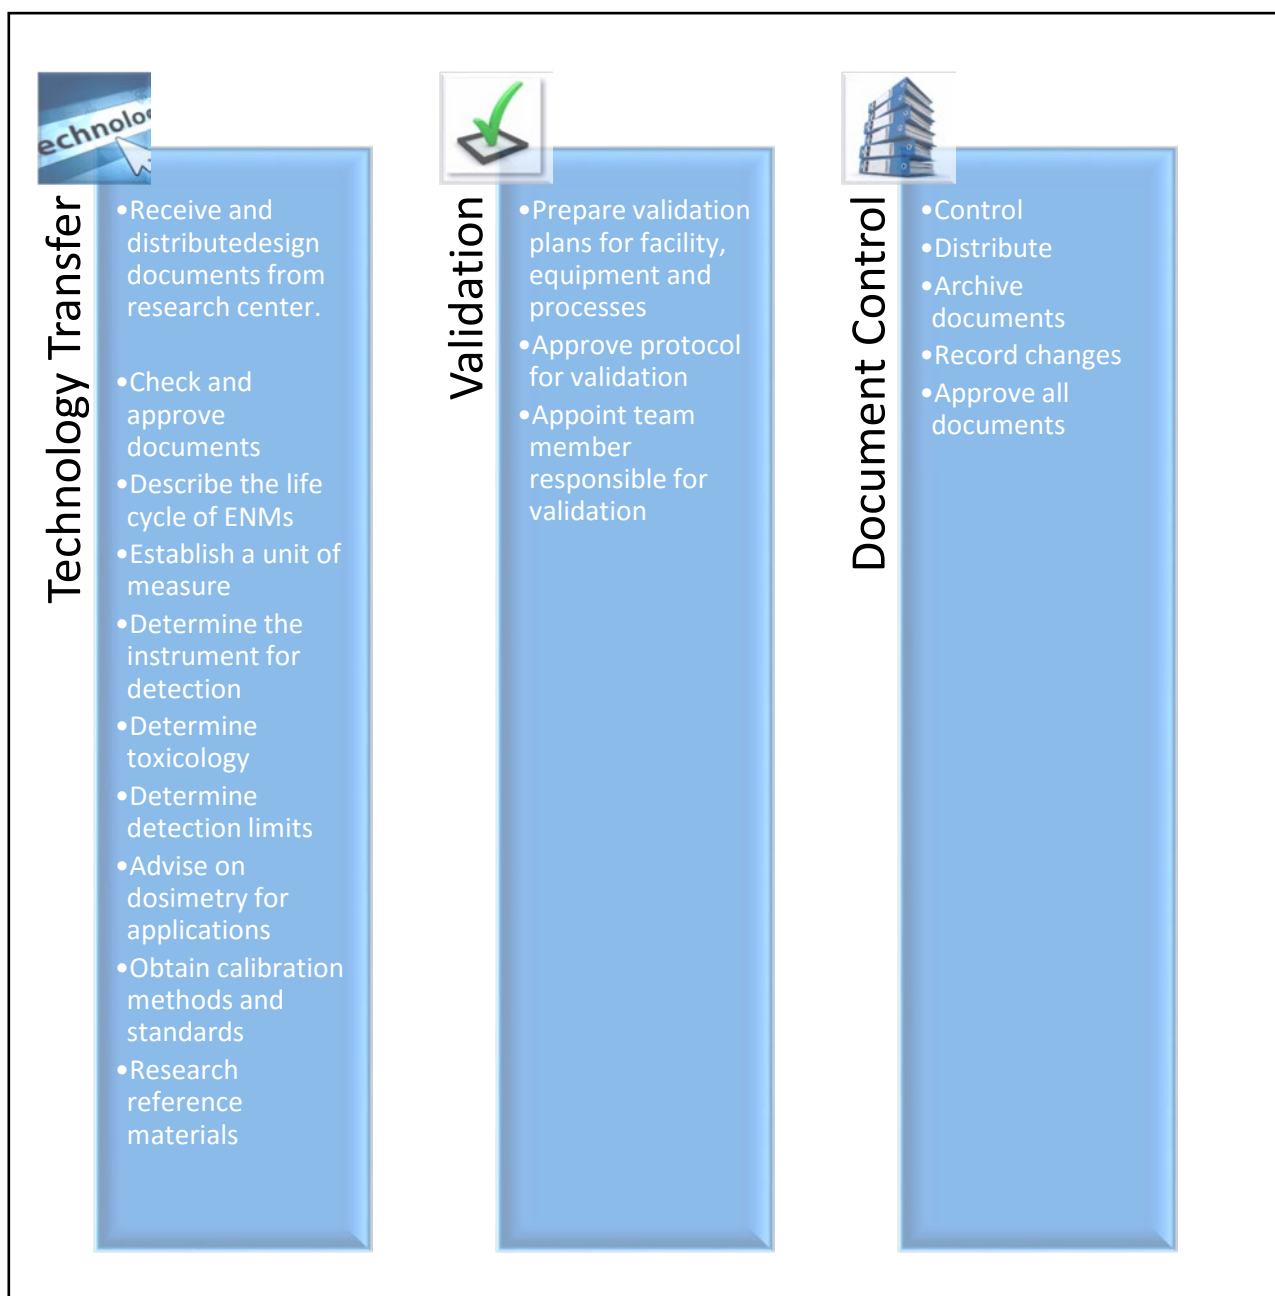 echnolo
Technology Transfer
•Receive and
distributedesign
documents from
research center.
•Check and
approve
documents
•Describe the life
cycle of ENMs
•Establish a unit of
measure
•Determine the
instrument for
detection
•Determine
toxicology
•Determine
detection limits
•Advise on
dosimetry for
applications
•Obtain calibration
methods and
standards
•Research
reference
materials
Validation
•Prepare validation
plans for facility,
equipment and
processes
•Approve protocol
for validation
•Appoint team
member
responsible for
validation
Document Control
•Control
•Distribute
•Archive
documents
•Record changes
•Approve all
documents